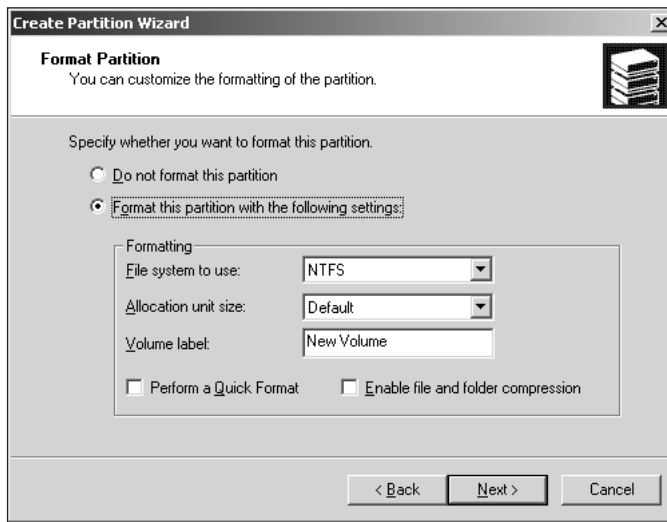 Create Partition Wizard
Format Partition
You can customize the formatting of the partition.
Specify whether you want to format this partition.
Do not format this partition
Format this partition with the following settings:
Formatting
File system to use: NTFS
Allocation unit size: Default
Volume label: New Volume
Perform a Quick Format Enable file and folder compression
< Back Next > Cancel